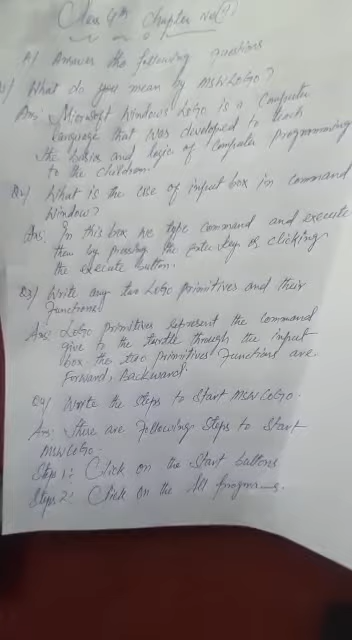 Class 4th Chapter no (9)
A) Answer the following questions
Q1) What do you mean by MSWLOGO?
Ans: Microsoft Windows LoGo is a Computer
language that was developed to teach
the basics and logic of computer programming
to the children.
Q2) What is the use of input box in command
Window?
Ans: In this box we type command and execute
them by pressing the enter key or clicking
the execute button.
Q3) Write any two LoGo primitives and their
Functions.
Ans: LoGo primitives represent the command
give to the turtle through the input
box the two primitives Functions are
Forward, Backward.
Q4) Write the steps to Start MSWLOGO.
Ans: There are following steps to start
MSWLOGO.
Step 1: Click on the Start buttons
Steps 2: Click on the All